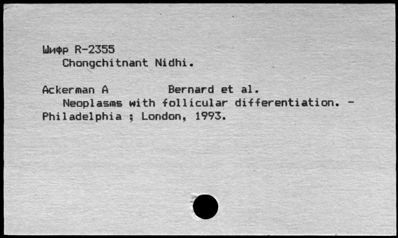 Шифр R-2355
Chongchitnant Nidhi.
Ackerman A Bernard et al.
Neoplasms with follicular differentiation. -
Philadelphia ; London, 1993.